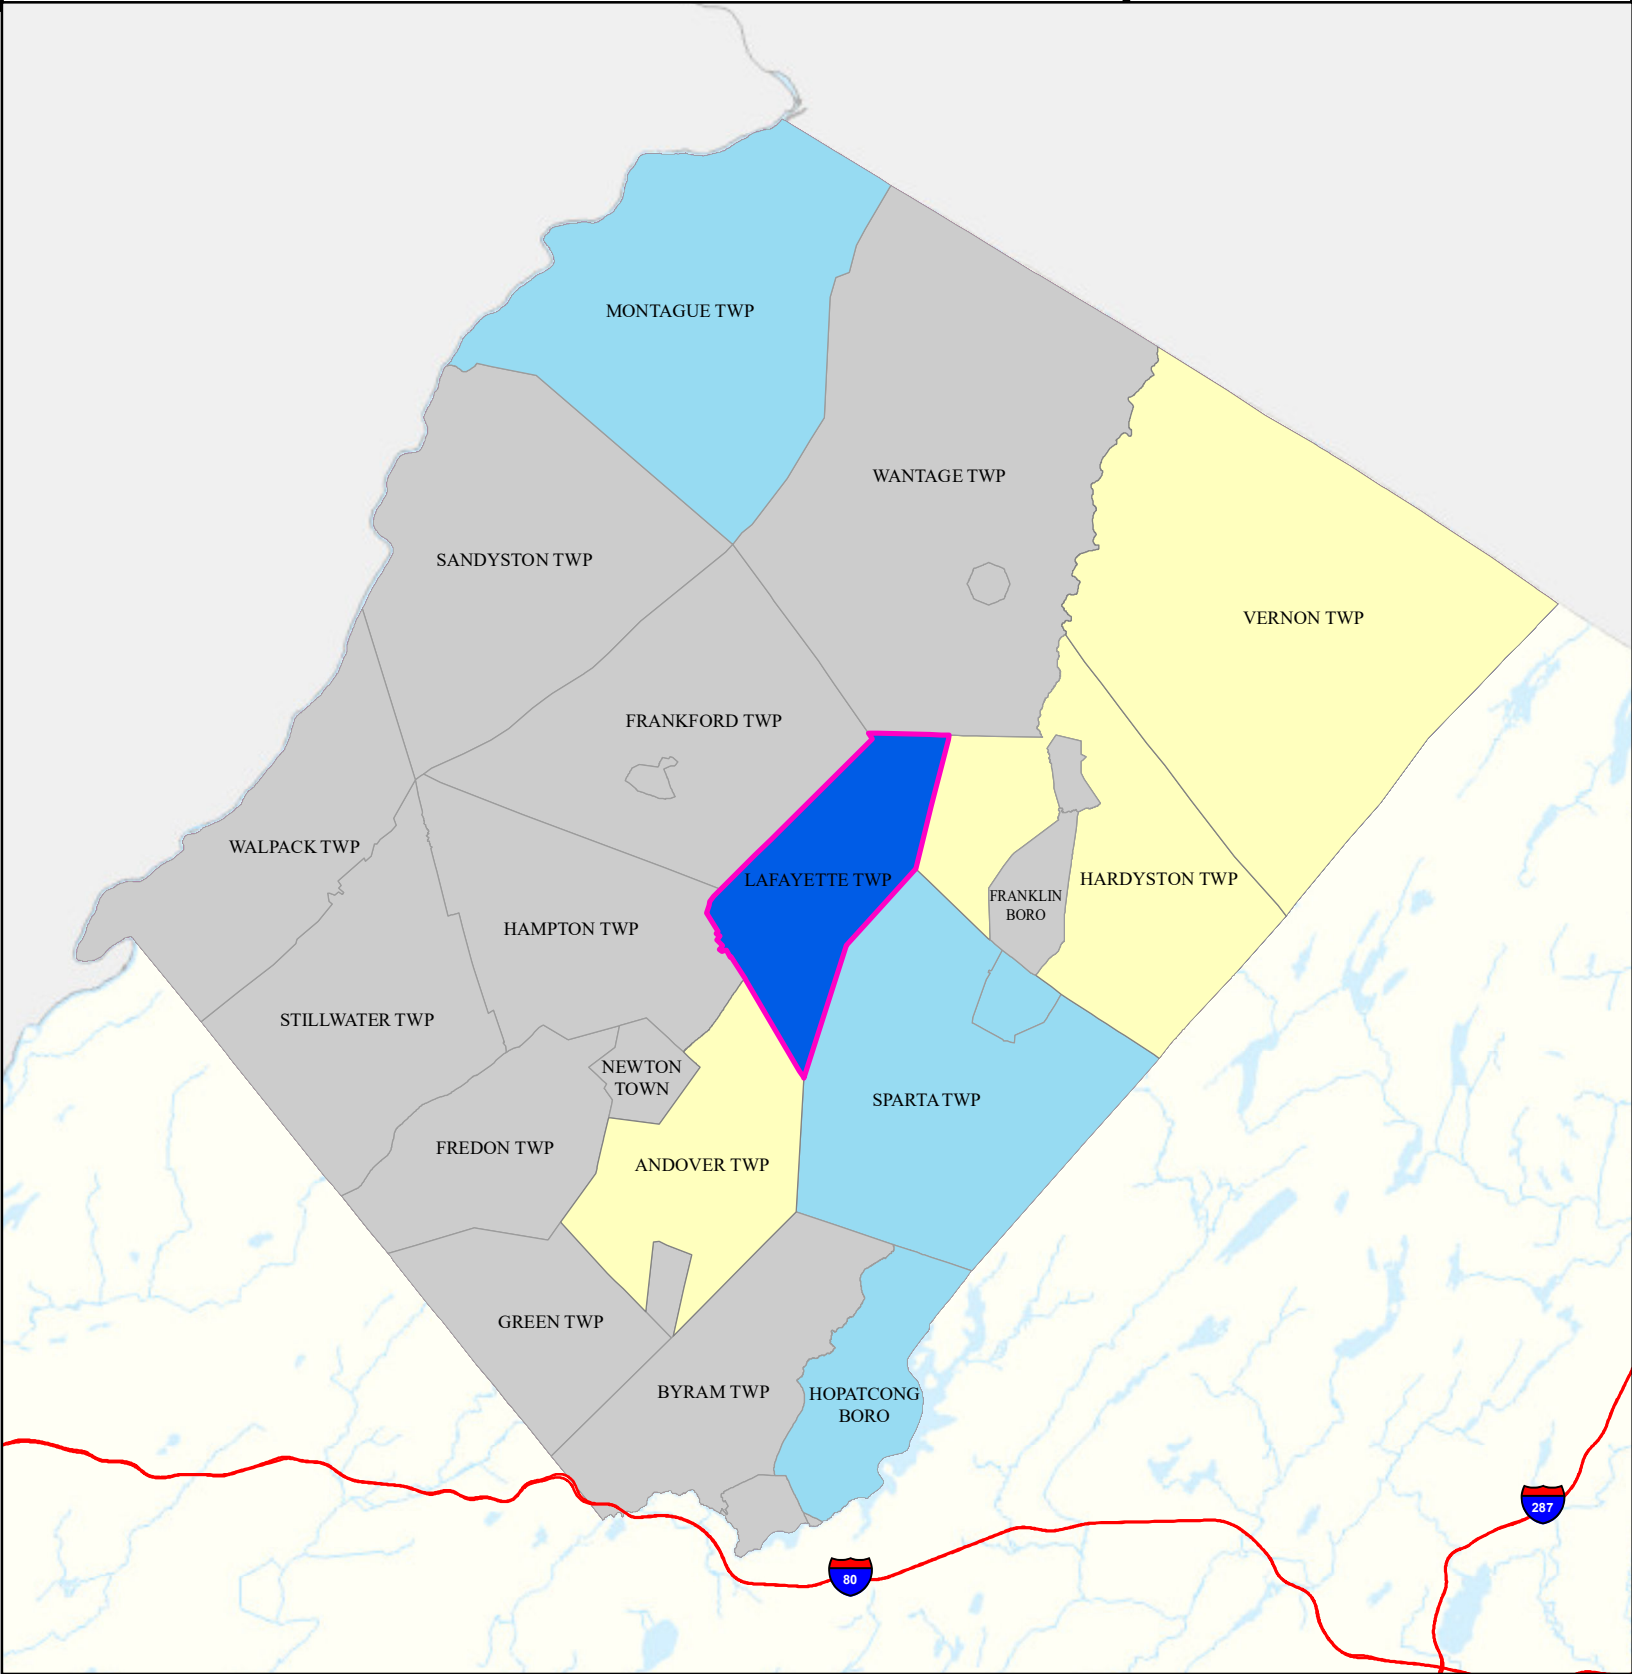 MONTAGUE TWP
WANTAGE TWP
SANDYSTON TWP
VERNON TWP
FRANKFORD TWP
WALPACK TWP
LAFAYETTE TWP
HARDYSTON TWP
FRANKLIN
BORO
HAMPTON TWP
STILLWATER TWP
NEWTON
TOWN
SPARTA TWP
FREDON TWP
ANDOVER TWP
GREEN TWP
BYRAM TWP
HOPATCONG
BORO
287
80